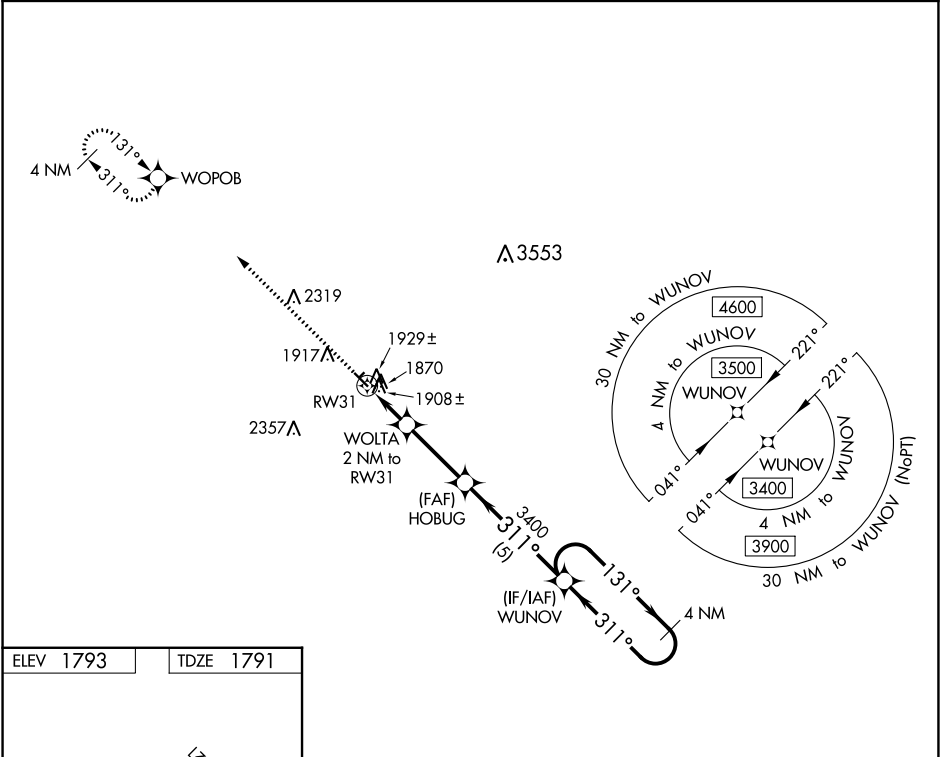 131°
4 NM
311°
WOPOB
3553
2319
1929±
1917
1870
RW31
1908±
2357
WOLTA
2 NM to
RW31
(FAF)
HOBUG
3400
311°
(5)
(IF/IAF)
WUNOV
131°
311°
4 NM
30 NM to WUNOV
4600
4 NM to WUNOV
3500
WUNOV
221°
041°
221°
WUNOV
041°
3400
4 NM to WUNOV
3900
30 NM to WUNOV (NoPT)
ELEV 1793
TDZE 1791